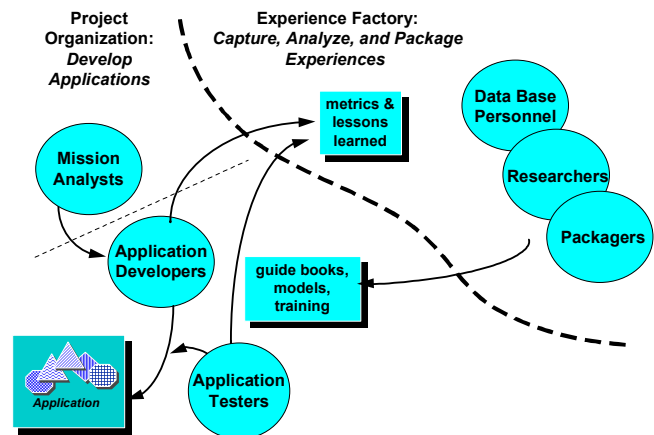 Project
Organization:
Develop
Applications
Experience Factory:
Capture, Analyze, and Package
Experiences
metrics &
lessons
learned
Data Base
Personnel
Mission
Analysts
Researchers
Packagers
Application
Developers
guide books,
models,
training
Application
Application
Testers